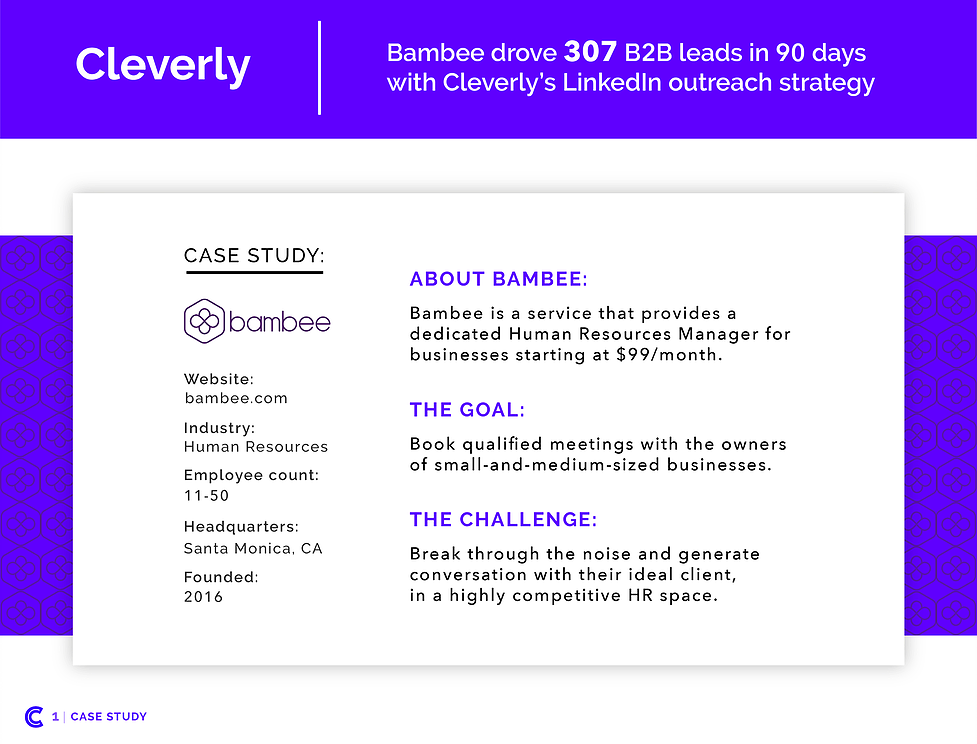 Cleverly
Bambee drove 307 B2B leads in 90 days
with Cleverly's LinkedIn outreach strategy
CASE STUDY:
bambee
Website:
bambee.com
Industry:
Human Resources
Employee count:
11-50
Headquarters:
Santa Monica, CA
Founded:
2016
ABOUT BAMBEE:
Bambee is a service that provides a
dedicated Human Resources Manager for
businesses starting at $99/month.
THE GOAL:
Book qualified meetings with the owners
of small-and-medium-sized businesses.
THE CHALLENGE:
Break through the noise and generate
conversation with their ideal client,
in a highly competitive HR space.
1 | CASE STUDY